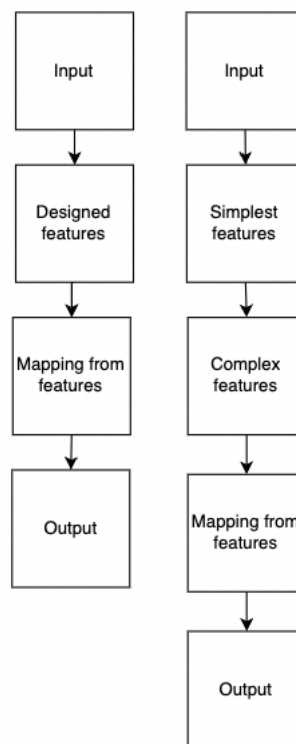 Input
Designed
features
Mapping from
features
Output
Input
Simplest
features
Complex
features
Mapping from
features
Output